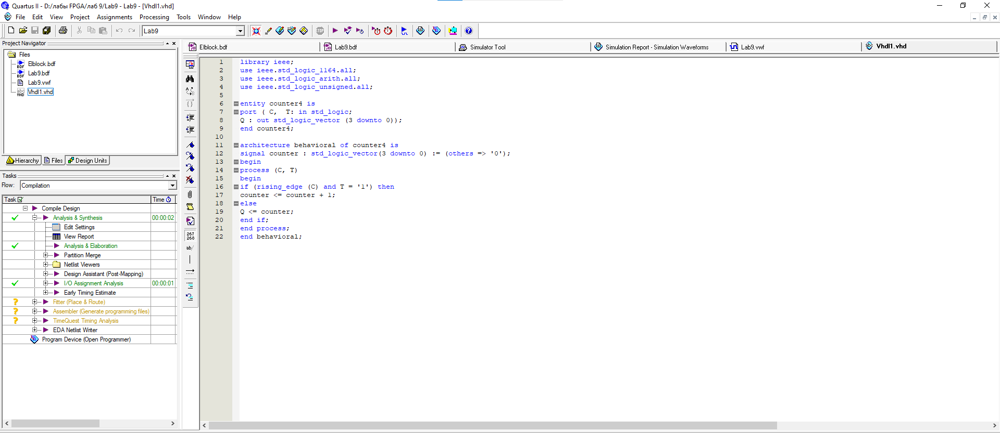 Quartus II - D:/лабы FPGA/лаб 9/Lab9 - Lab9 - [Vhdl1.vhd]
File Edit View Project Assignments Processing Tools Window Help
Lab9
Project Navigator
Files
Elblock.bdf
Lab9.bdf
Lab9.vwf
Vhdl1.vhd
Hierarchy Files Design Units
Tasks
Flow: Compilation
Task Time
Compile Design
Analysis & Synthesis 00:00:02
Edit Settings
View Report
Analysis & Elaboration
Partition Merge
Netlist Viewers
Design Assistant (Post-Mapping)
I/O Assignment Analysis 00:00:01
Early Timing Estimate
Fitter (Place & Route)
Assembler (Generate programming files)
TimeQuest Timing Analysis
EDA Netlist Writer
Program Device (Open Programmer)
Elblock.bdf Lab9.bdf Simulator Tool Simulation Report - Simulation Waveforms Lab9.vwf Vhdl1.vhd
267
268
ab/
1 library ieee;
2 use ieee.std_logic_1164.all;
3 use ieee.std_logic_arith.all;
4 use ieee.std_logic_unsigned.all;
5
6 entity counter4 is
7 port ( C,  T: in std_logic;
8 Q : out std_logic_vector (3 downto 0));
9 end counter4;
10
11 architecture behavioral of counter4 is
12 signal counter : std_logic_vector(3 downto 0) := (others => '0');
13 begin
14 process (C, T)
15 begin
16 if (rising_edge (C) and T = '1') then
17 counter <= counter + 1;
18 else
19 Q <= counter;
20 end if;
21 end process;
22 end behavioral;